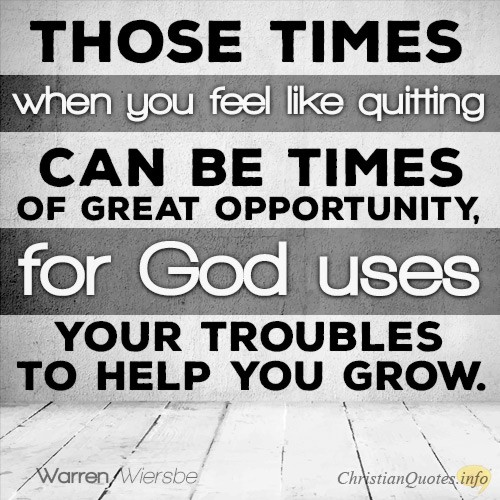 THOSE TIMES
when you feel like quitting
CAN BE TIMES
OF GREAT OPPORTUNITY,
for God uses
YOUR TROUBLES
TO HELP YOU GROW.
Warren Wiersbe
ChristianQuotes.info